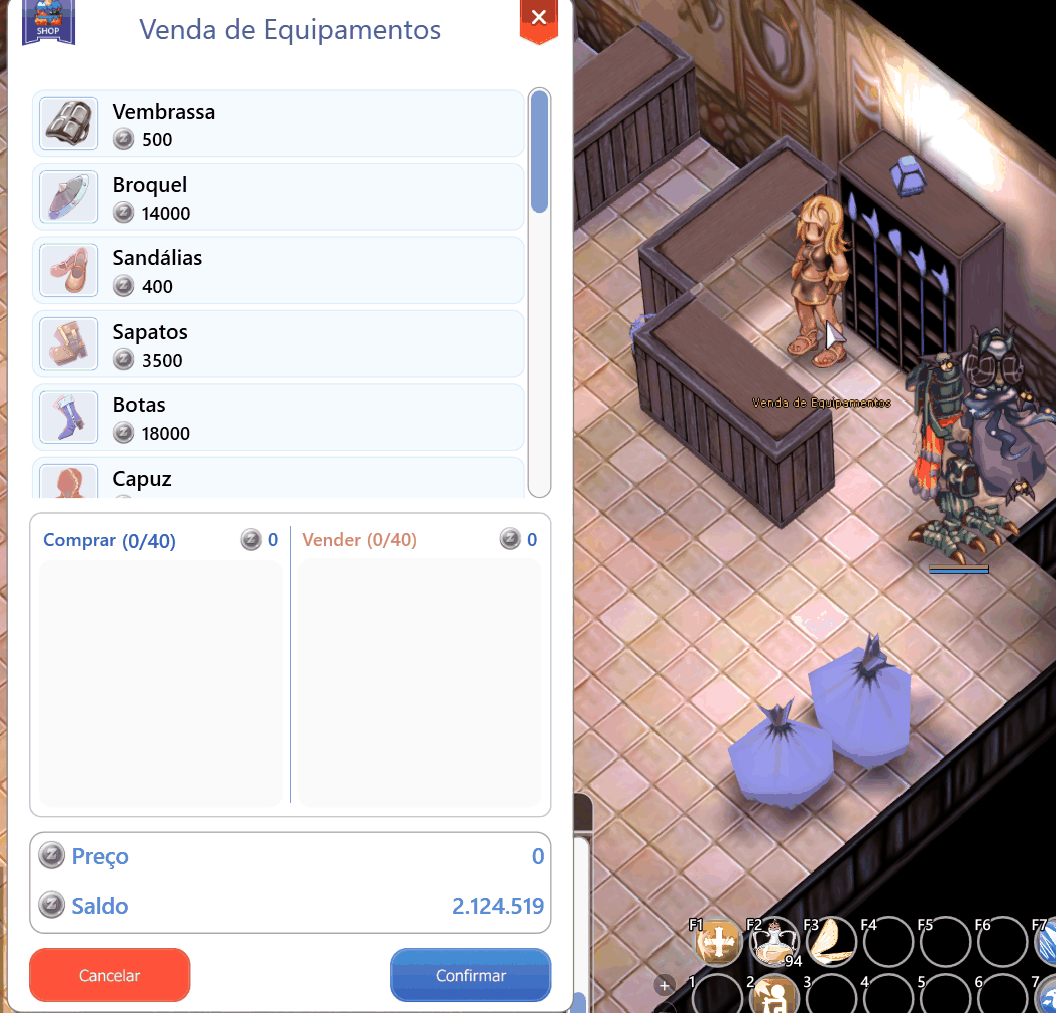 SHOP
Venda de Equipamentos
Vembrassa
500
Broquel
14000
Sandálias
400
Sapatos
3500
Botas
18000
Capuz
Comprar (0/40) 0
Vender (0/40) 0
Preço 0
Saldo 2.124.519
Cancelar
Confirmar
Venda de Equipamentos
F1 F2 F3 F4 F5 F6 F7
94
+
1 2 3 4 5 6 7